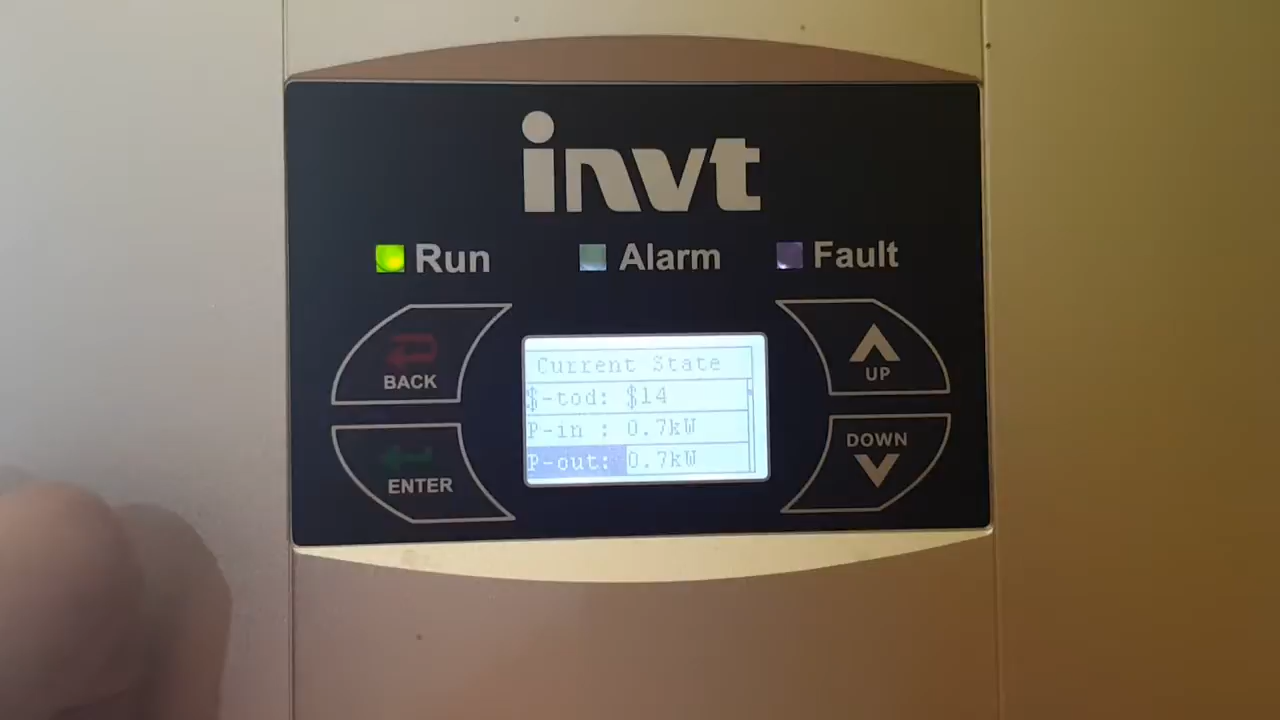 invt
Run Alarm Fault
BACK
UP
ENTER
DOWN
Current State
$-tod: $14
P-in : 0.7kW
P-out: 0.7kW